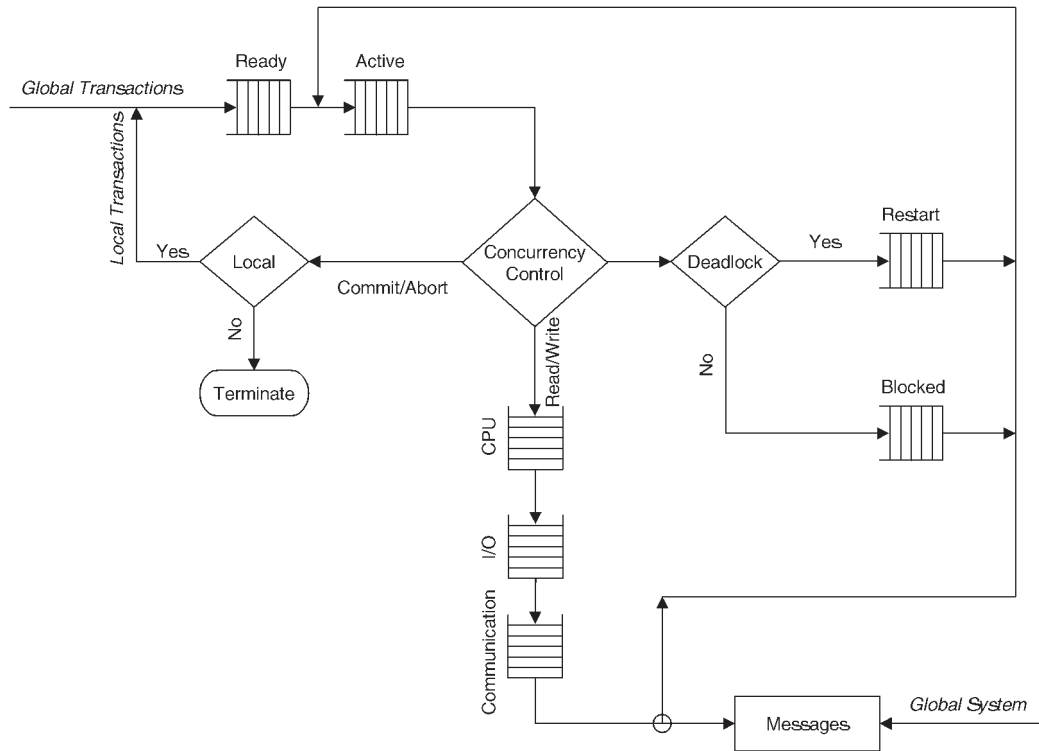 Ready
Active
Global Transactions
Local Transactions
Restart
Yes
Local
Commit/Abort
Concurrency
Control
Deadlock
Yes
No
No
Terminate
Read/Write
Blocked
CPU
I/O
Communication
Messages
Global System